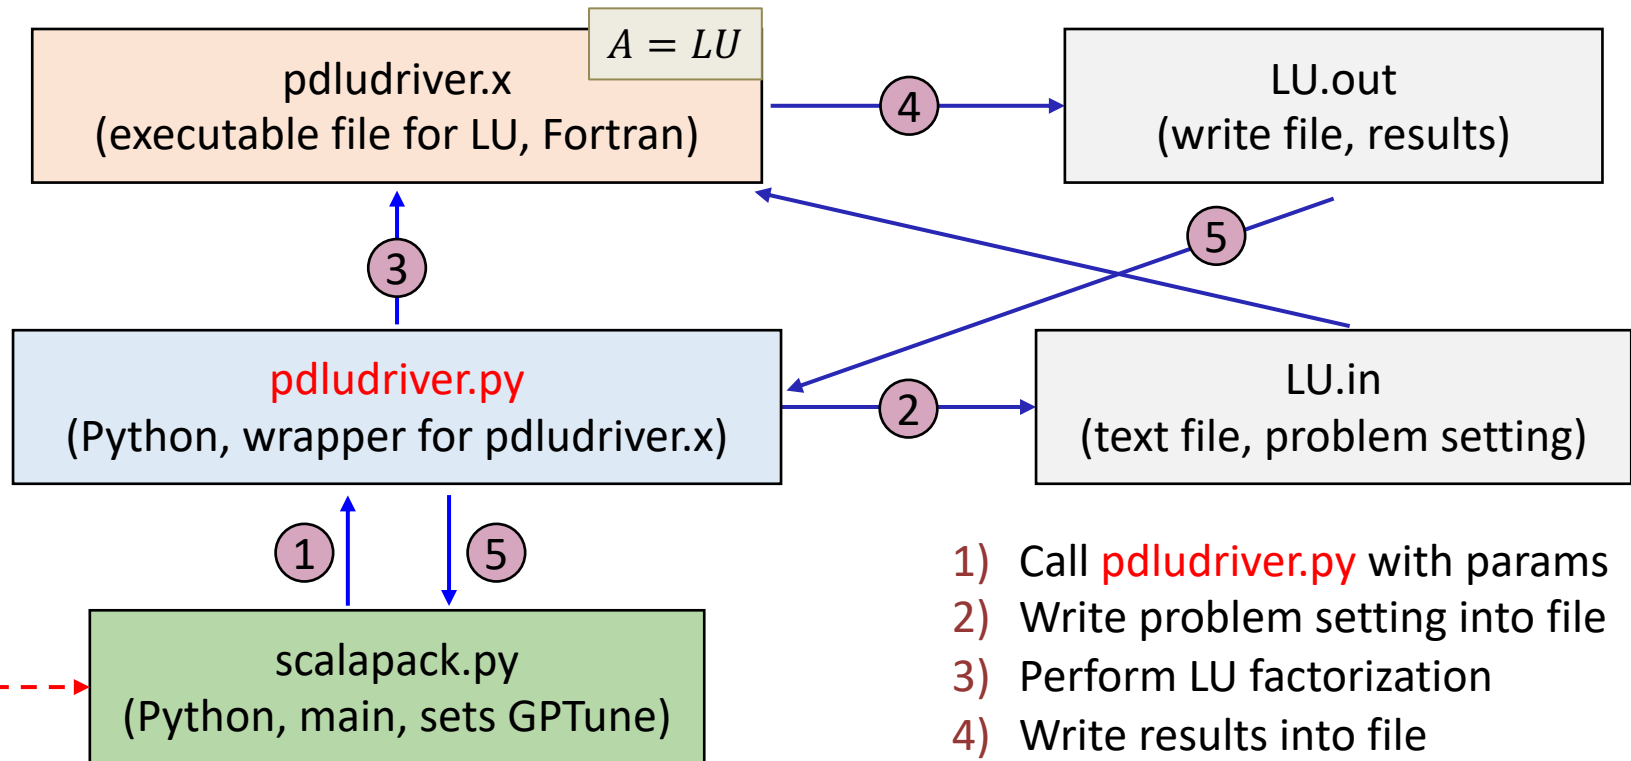 A = LU
pdludriver.x
(executable file for LU, Fortran)
4
LU.out
(write file, results)
3
5
pdludriver.py
(Python, wrapper for pdludriver.x)
2
LU.in
(text file, problem setting)
1
5
scalapack.py
(Python, main, sets GPTune)
1) Call pdludriver.py with params
2) Write problem setting into file
3) Perform LU factorization
4) Write results into file